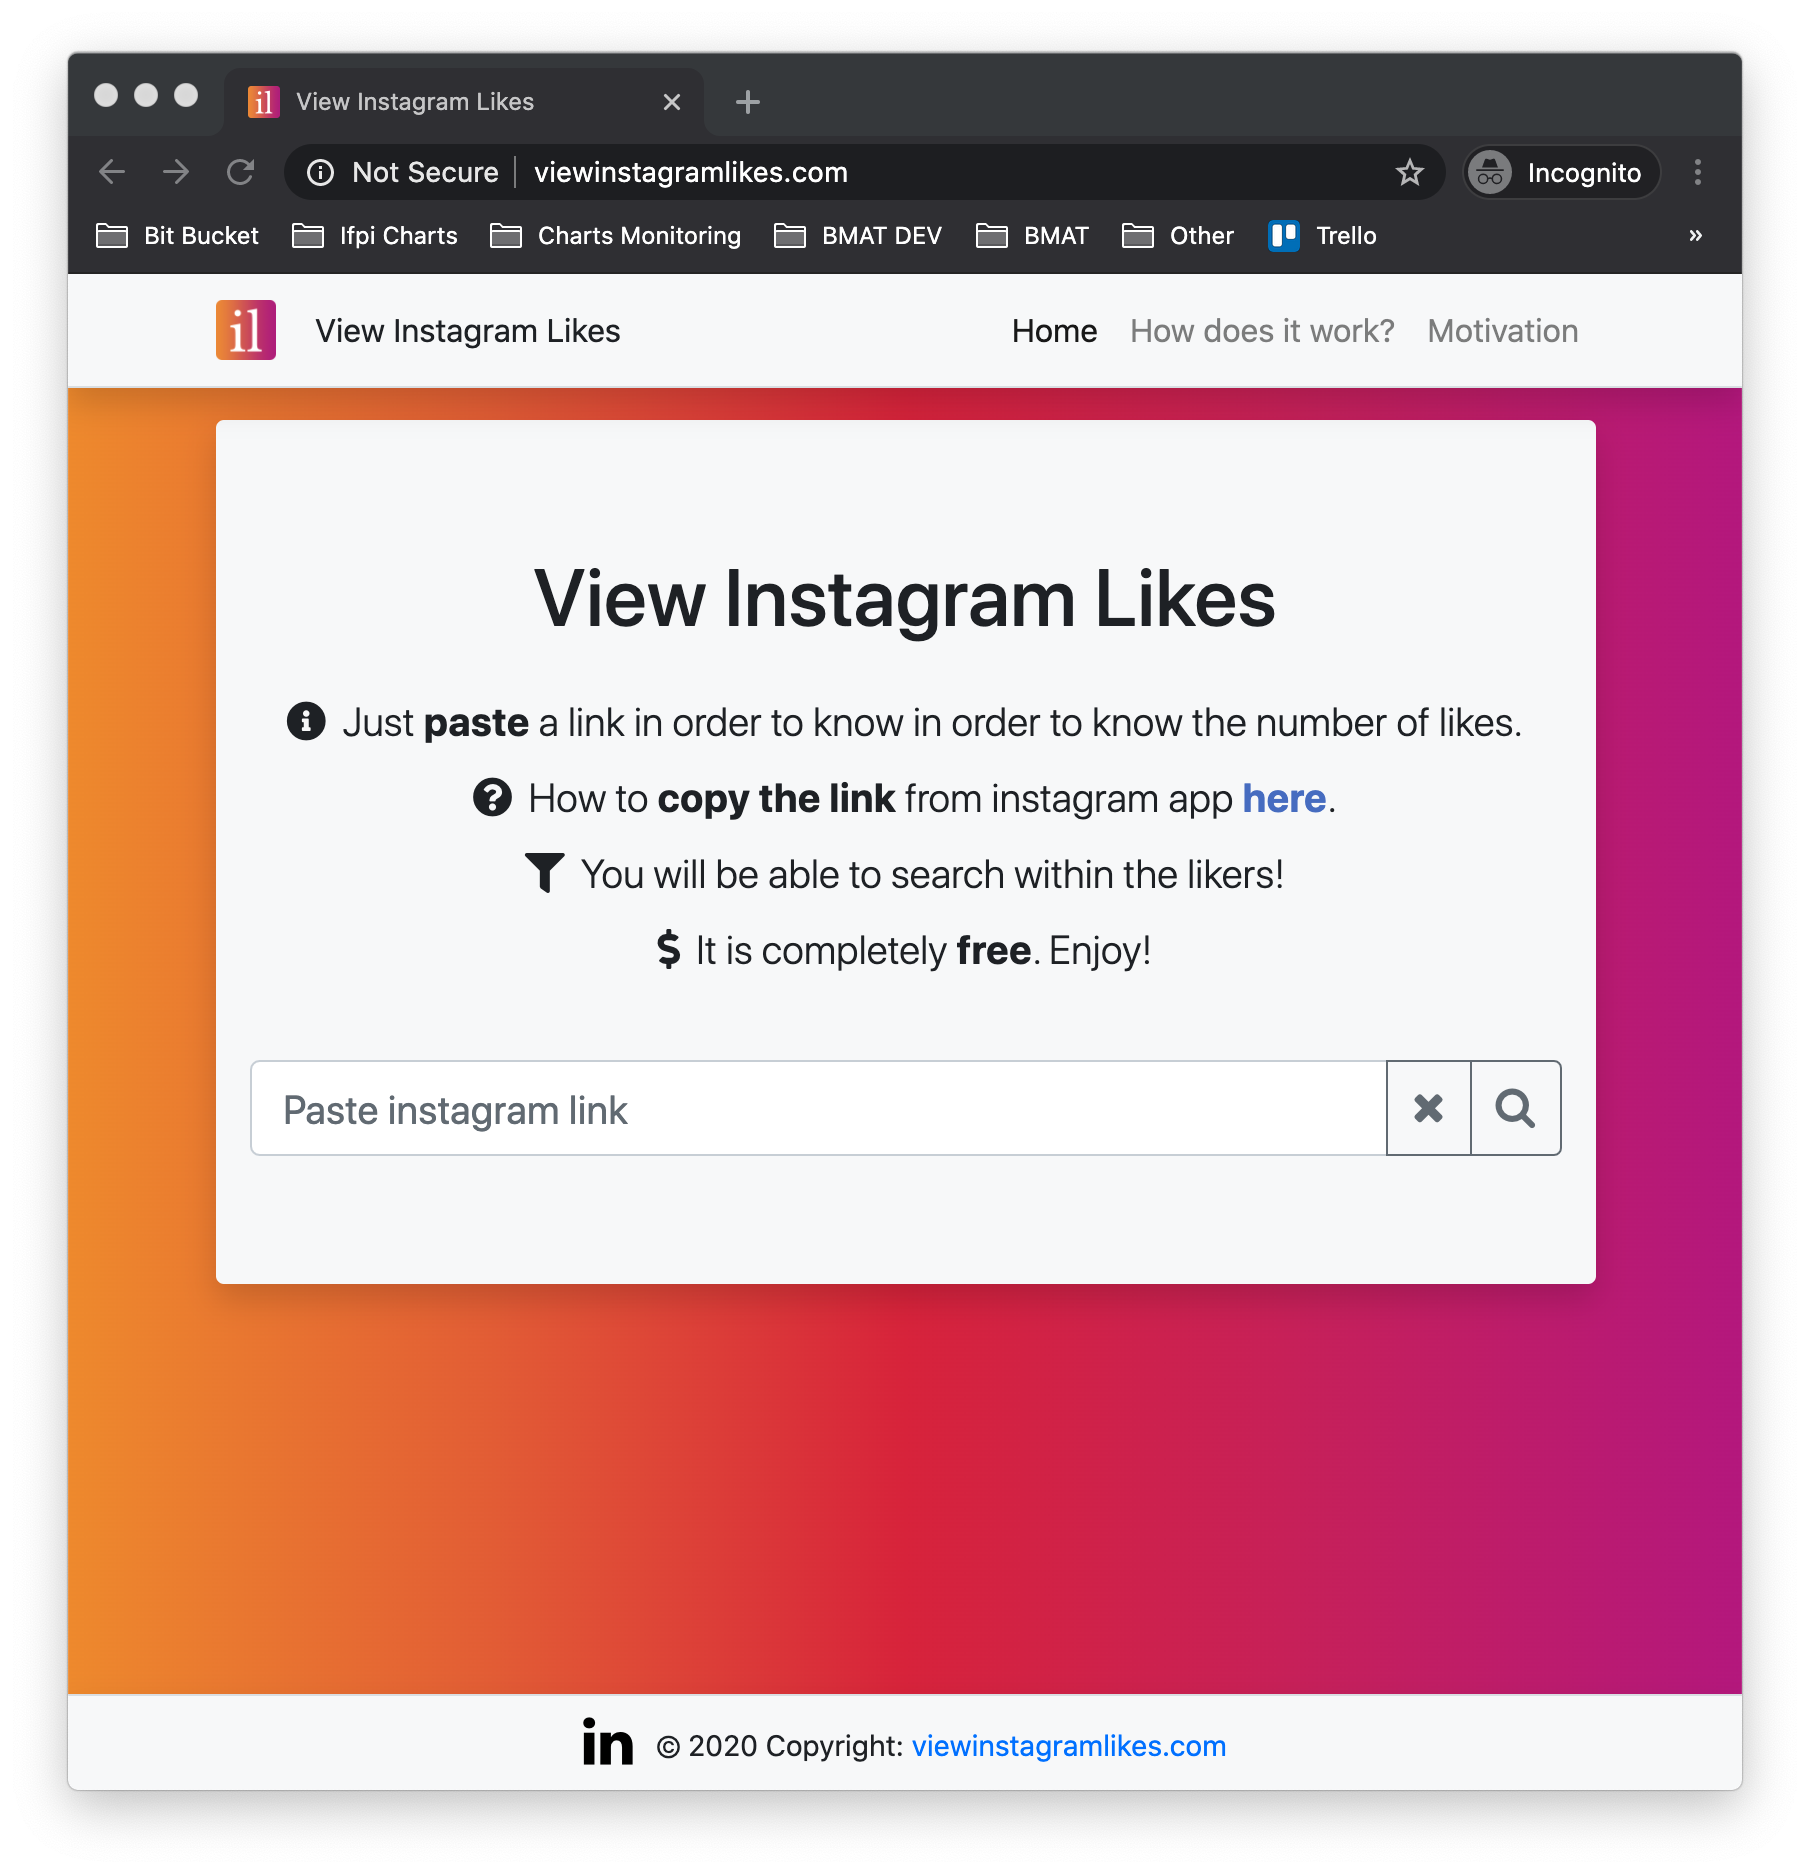 il View Instagram Likes
Not Secure viewinstagramlikes.com Incognito
Bit Bucket Ifpi Charts Charts Monitoring BMAT DEV BMAT Other Trello »
il View Instagram Likes Home How does it work? Motivation
View Instagram Likes
Just paste a link in order to know in order to know the number of likes.
How to copy the link from instagram app here.
You will be able to search within the likers!
$ It is completely free. Enjoy!
Paste instagram link
in © 2020 Copyright: viewinstagramlikes.com